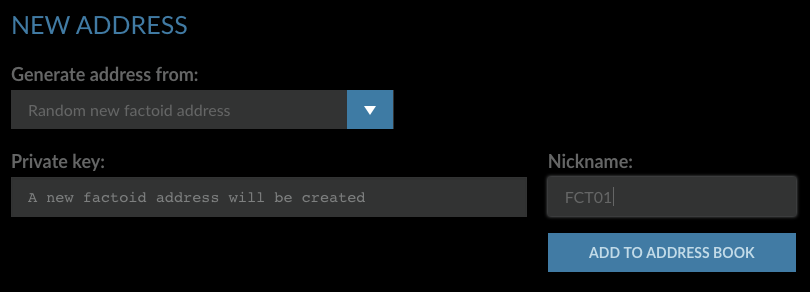 NEW ADDRESS
Generate address from:
Random new factoid address
Private key:
A new factoid address will be created
Nickname:
FCT01
ADD TO ADDRESS BOOK